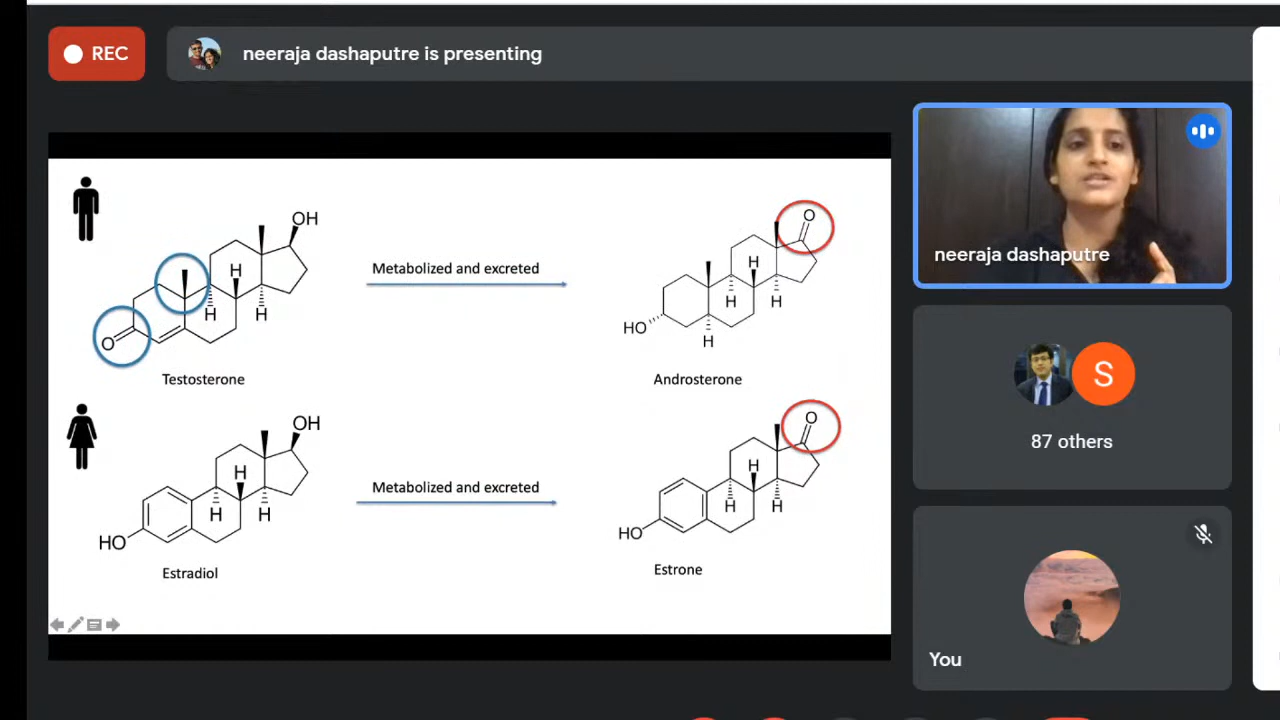 REC
neeraja dashaputre is presenting
OH
O
H
H
H
Testosterone
Metabolized and excreted
O
HO
H
H
H
H
Androsterone
OH
HO
H
H
H
Estradiol
Metabolized and excreted
O
HO
H
H
H
Estrone
neeraja dashaputre
S
87 others
You